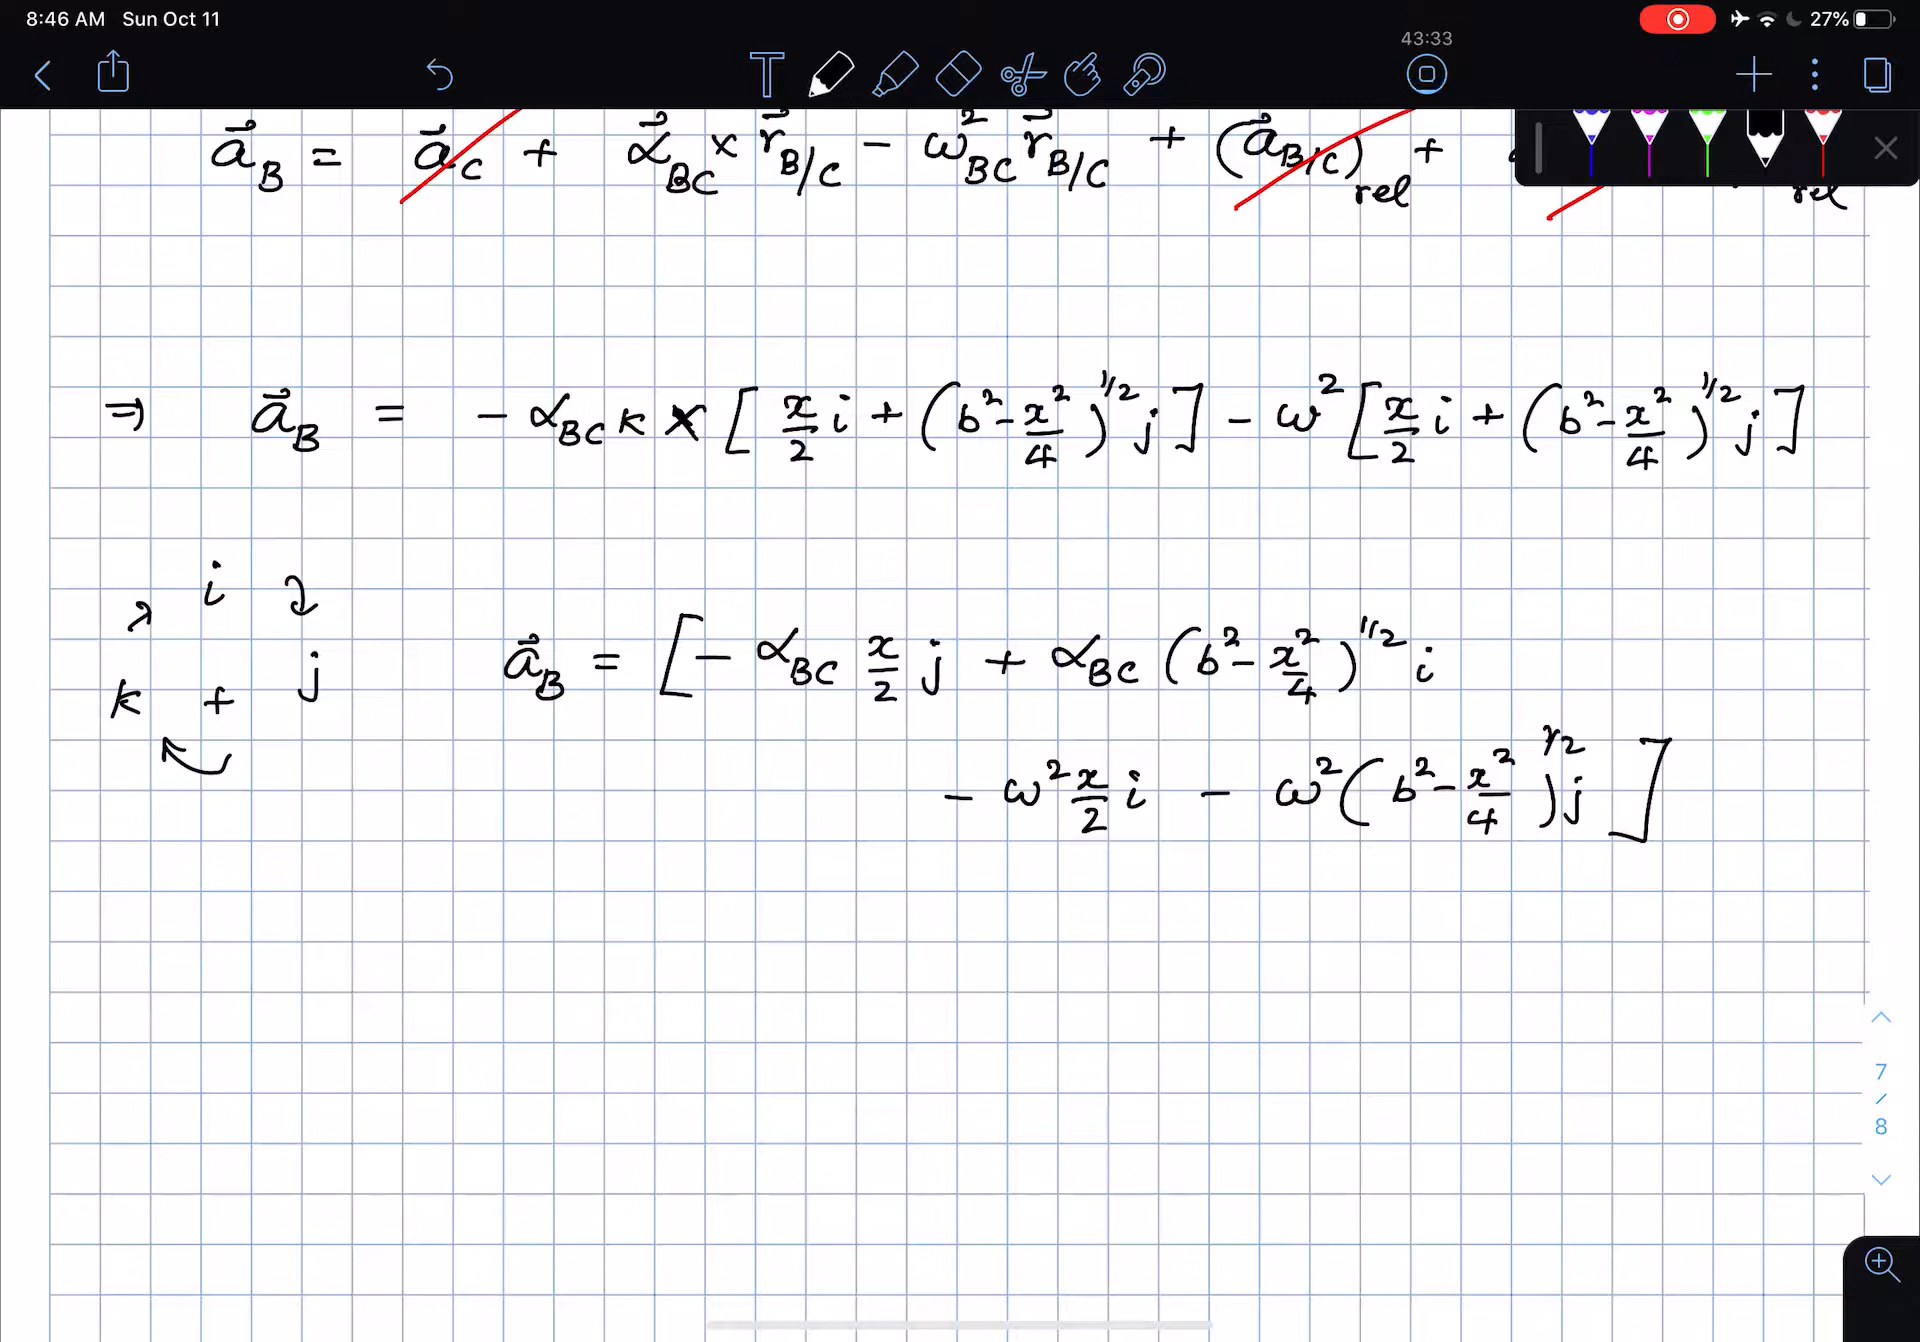 8:46 AM Sun Oct 11
27%
43:33
a⃗_B = a⃗_C + α⃗_BC × r⃗_B/C − ω²_BC r⃗_B/C + (a⃗_B/C)_rel + rel
⇒ a⃗_B = − α_BC k × [ x/2 i + (b² − x²/4)^1/2 j ] − ω² [ x/2 i + (b² − x²/4)^1/2 j ]
i
k + j
a⃗_B = [ − α_BC x/2 j + α_BC (b² − x²/4)^1/2 i
− ω² x/2 i − ω² (b² − x²/4)^1/2 j ]
7
/
8